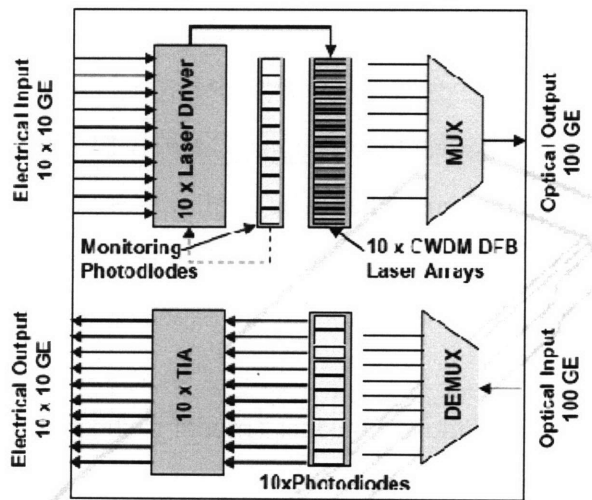 Electrical Input
10 x 10 GE
10 x Laser Driver
MUX
Optical Output
100 GE
Monitoring
Photodiodes
10 x CWDM DFB
Laser Arrays
Electrical Output
10 x 10 GE
10 x TIA
DEMUX
Optical Input
100 GE
10xPhotodiodes